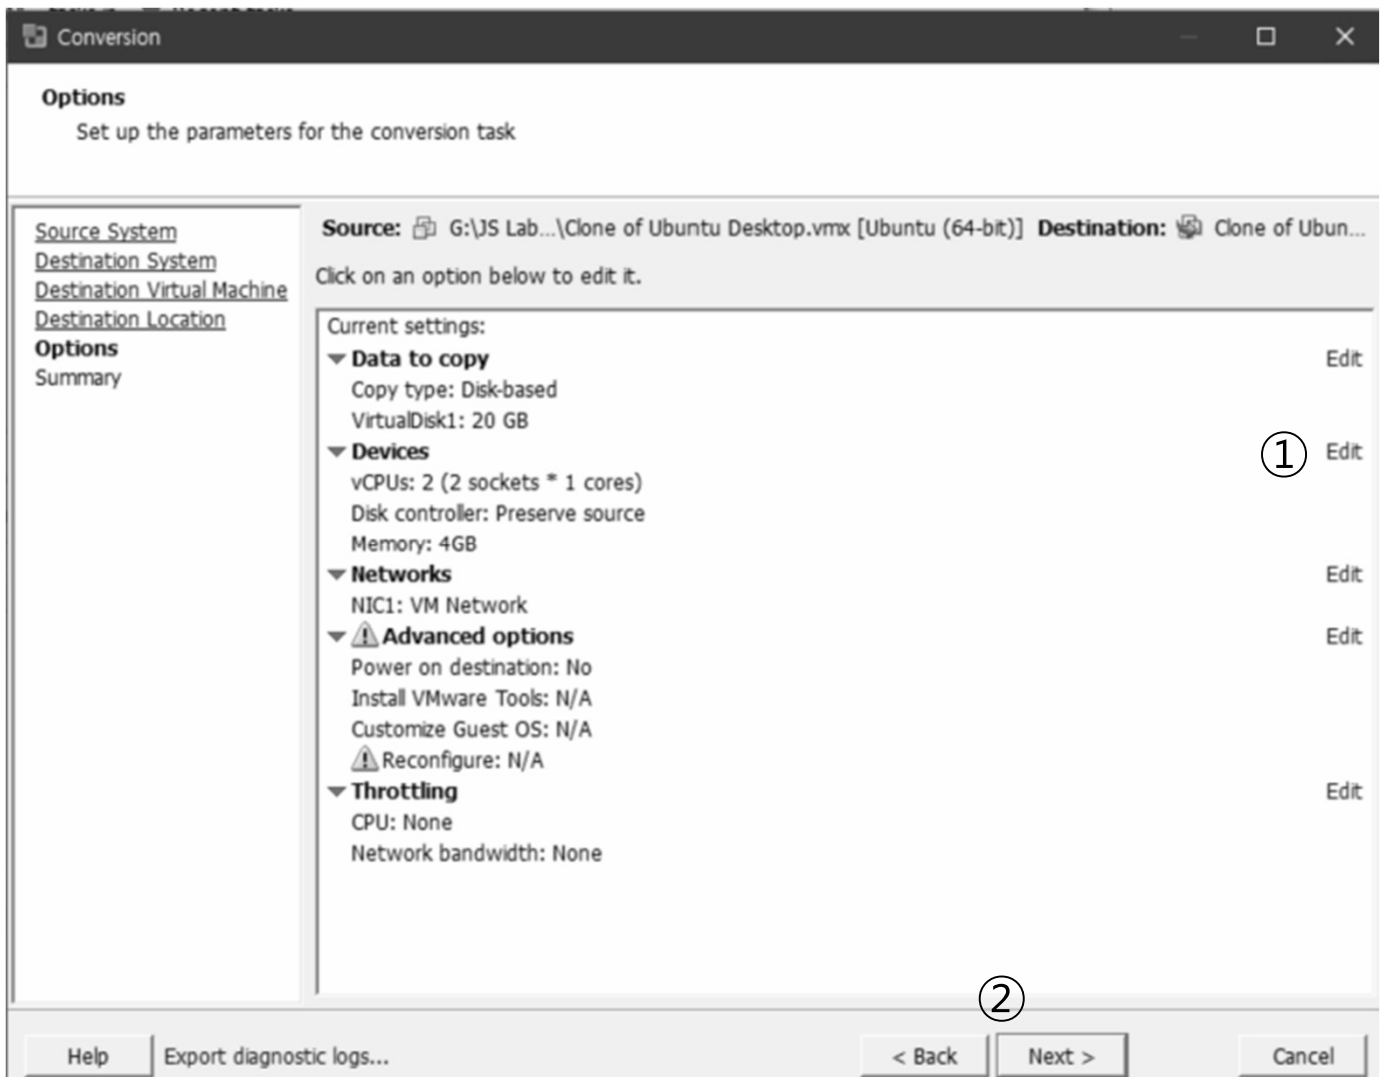 Conversion
Options
Set up the parameters for the conversion task
Source System
Destination System
Destination Virtual Machine
Destination Location
Options
Summary
Source: G:\JS Lab...\Clone of Ubuntu Desktop.vmx [Ubuntu (64-bit)] Destination: Clone of Ubun...
Click on an option below to edit it.
Current settings:
Data to copy Edit
Copy type: Disk-based
VirtualDisk1: 20 GB
Devices ① Edit
vCPUs: 2 (2 sockets * 1 cores)
Disk controller: Preserve source
Memory: 4GB
Networks Edit
NIC1: VM Network
Advanced options Edit
Power on destination: No
Install VMware Tools: N/A
Customize Guest OS: N/A
Reconfigure: N/A
Throttling Edit
CPU: None
Network bandwidth: None
②
Help Export diagnostic logs... < Back Next > Cancel